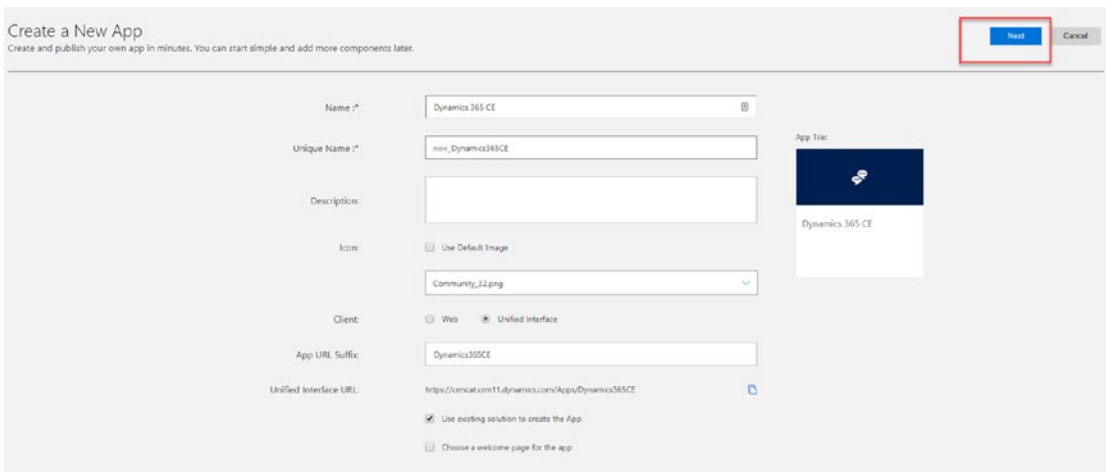 Create a New App
Create and publish your own app in minutes. You can start simple and add more components later.
Next
Cancel
Name :*
Dynamics 365 CE
Unique Name :*
new_Dynamics365CE
App Tile:
Description:
Dynamics 365 CE
Icon:
Use Default Image
Community_32.png
Client:
Web
Unified Interface
App URL Suffix:
Dynamics365CE
Unified Interface URL:
https://crmcat.crm11.dynamics.com/Apps/Dynamics365CE
Use existing solution to create the App
Choose a welcome page for the app